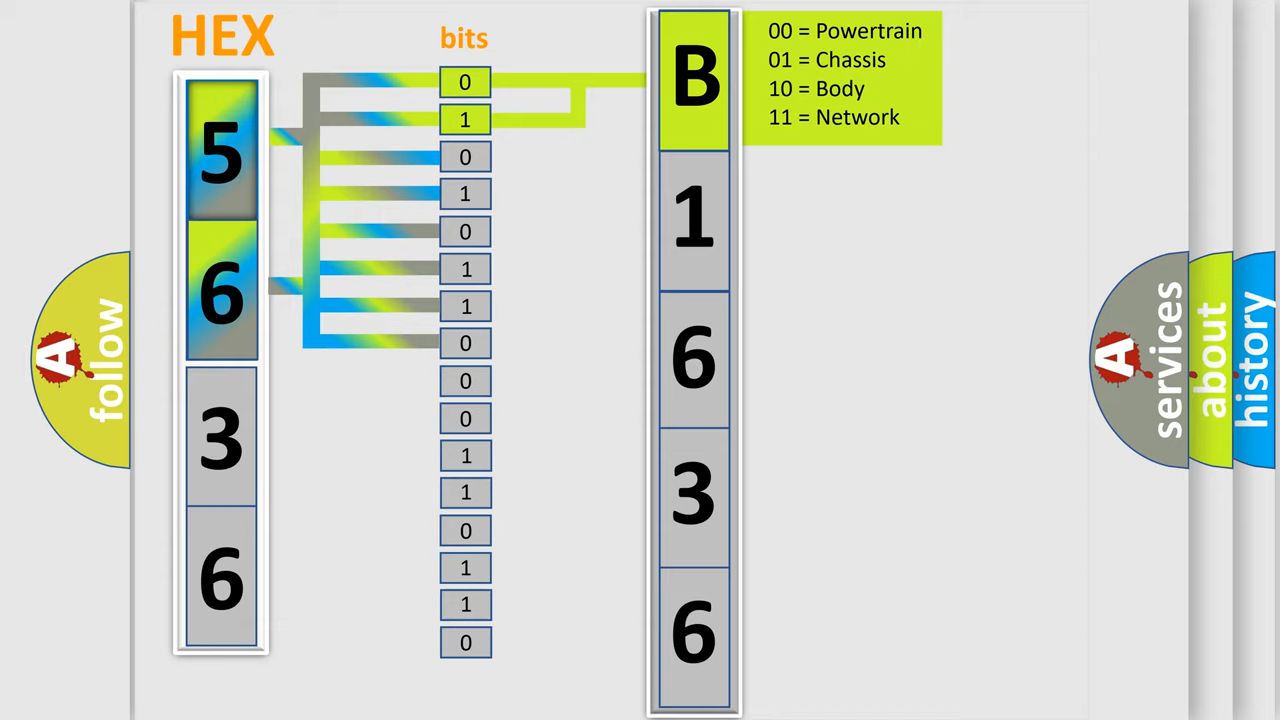 HEX
bits
5
6
3
6
0
1
0
1
0
1
1
0
0
0
1
1
0
1
1
0
B
1
6
3
6
00 = Powertrain
01 = Chassis
10 = Body
11 = Network
A
follow
A
services
about
history